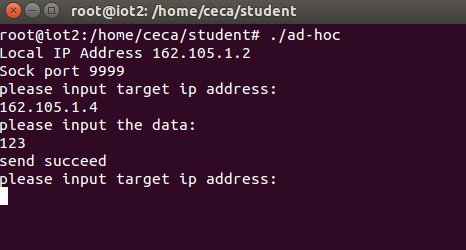 root@iot2: /home/ceca/student
root@iot2:/home/ceca/student# ./ad-hoc
Local IP Address 162.105.1.2
Sock port 9999
please input target ip address:
162.105.1.4
please input the data:
123
send succeed
please input target ip address: